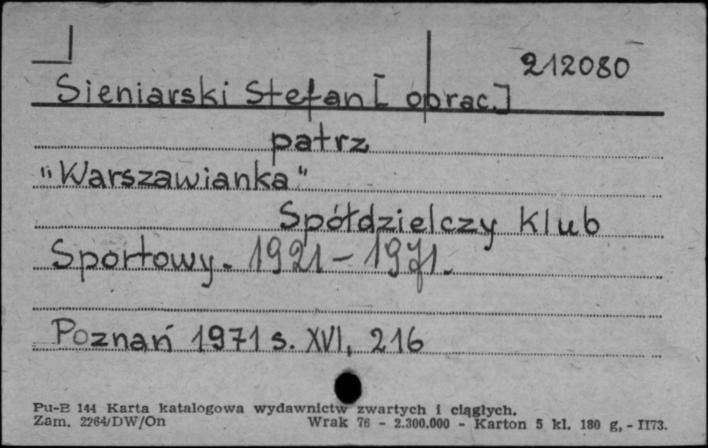 212080
Sieniarski Stefan [oprac.]
patrz
"Warszawianka"
Spółdzielczy Klub
Sportowy. 1921-1971.
Poznań 1971 s. XVI, 216
Pu-B 144 Karta katalogowa wydawnictw zwartych i ciągłych.
Zam. 2264/DW/On Wrak 76 - 2.300.000 - Karton 5 kl. 180 g, - II73.